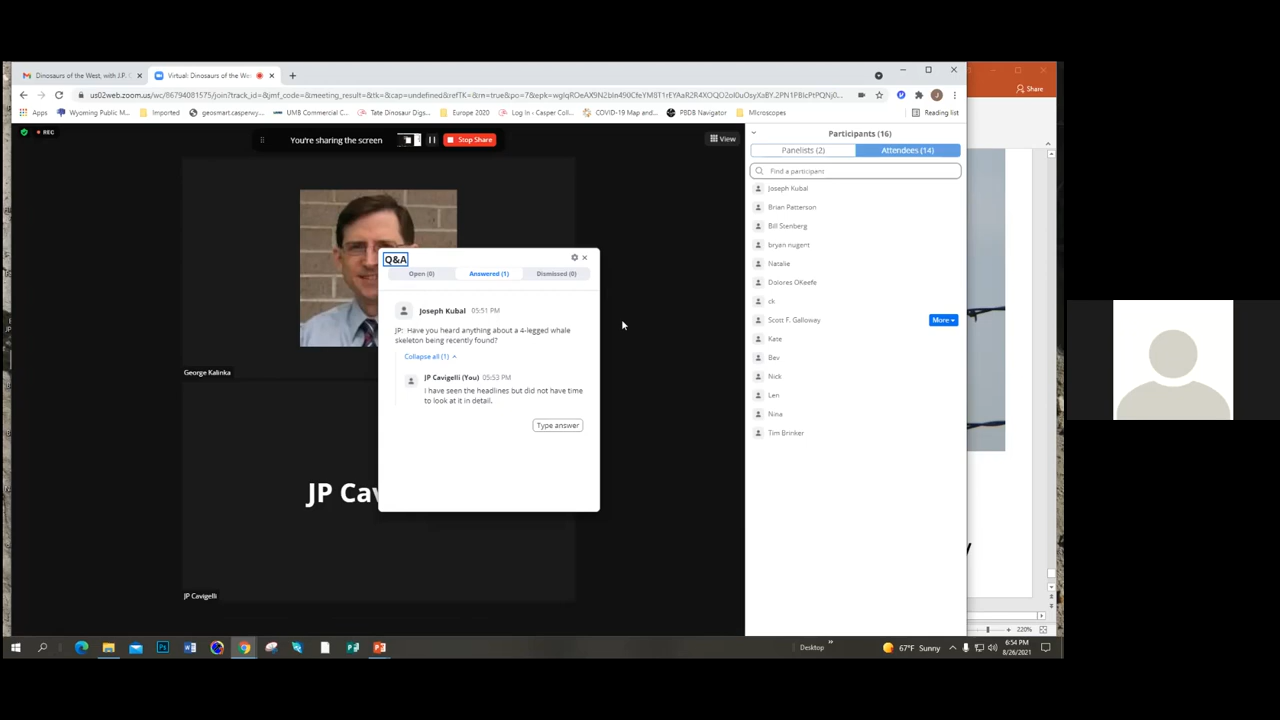 Dinosaurs of the West, with J.P. C
Virtual: Dinosaurs of the We
Share
Apps
Wyoming Public Medi...
Imported
geosmart.casperwy...
UMB Commercial C...
Tate Dinosaur Digs...
Europe 2020
Log In ‹ Casper Coll...
COVID-19 Map and...
PBDB Navigator
Microscopes
Reading list
REC
You're sharing the screen
Stop Share
View
Participants (16)
Panelists (2)
Attendees (14)
Find a participant
Joseph Kubal
Brian Patterson
Bill Stenberg
bryan nugent
Natalie
Dolores OKeefe
ck
Scott F. Galloway
More
Kate
Bev
Nick
Len
Nina
Tim Brinker
Q&A
Open (0)
Answered (1)
Dismissed (0)
Joseph Kubal 05:51 PM
JP: Have you heard anything about a 4-legged whale
skeleton being recently found?
Collapse all (1)
JP Cavigelli (You) 05:53 PM
I have seen the headlines but did not have time
to look at it in detail.
Type answer
George Kalinka
JP Cav
JP Cavigelli
y
220%
Desktop
67°F Sunny
6:54 PM
8/26/2021